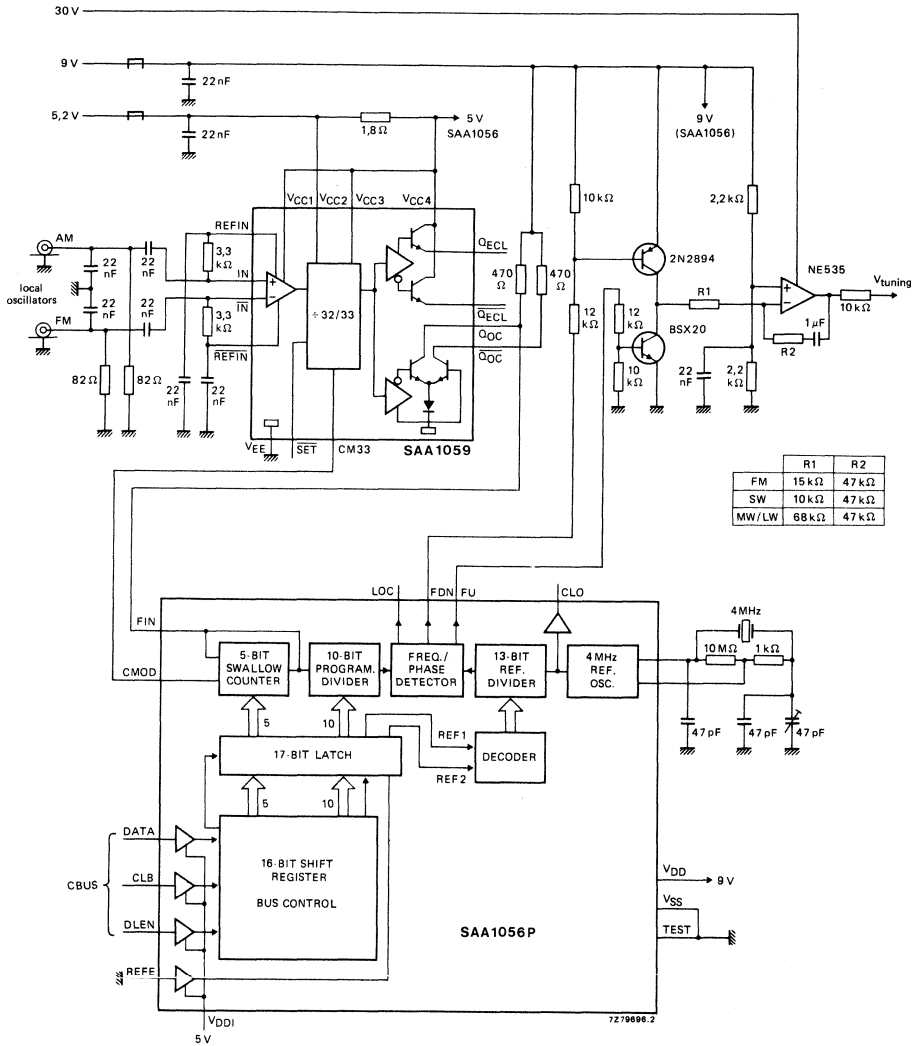 30 V
9 V
22 nF
5,2 V
22 nF
1,8 Ω
5 V
SAA1056
9 V
(SAA1056)
VCC1 VCC2 VCC3 VCC4
10 kΩ
2,2 kΩ
REFIN
AM
3,3 kΩ
QECL
2N2894
NE535
22 nF
22 nF
IN
470 Ω
470 Ω
Vtuning
local oscillators
22 nF
22 nF
IN
÷ 32/33
QECL
R1
10 kΩ
FM
3,3 kΩ
QOC
12 kΩ
12 kΩ
BSX20
1 μF
R2
REFIN
QOC
82 Ω
82 Ω
22 nF
22 nF
10 kΩ
22 nF
2,2 kΩ
VEE
SET
CM33
SAA1059
R1 R2
FM 15 kΩ 47 kΩ
SW 10 kΩ 47 kΩ
MW/LW 68 kΩ 47 kΩ
LOC
FDN
FU
CLO
4 MHz
FIN
CMOD
5-BIT SWALLOW COUNTER
10-BIT PROGRAM. DIVIDER
FREQ./ PHASE DETECTOR
13-BIT REF. DIVIDER
4 MHz REF. OSC.
10 MΩ
1 kΩ
47 pF
47 pF
47 pF
5
10
REF1
REF2
17-BIT LATCH
DECODER
5
10
DATA
CBUS
CLB
DLEN
16-BIT SHIFT REGISTER
BUS CONTROL
VDD
9 V
VSS
TEST
SAA1056P
REFE
VDDI
5 V
7Z79696.2